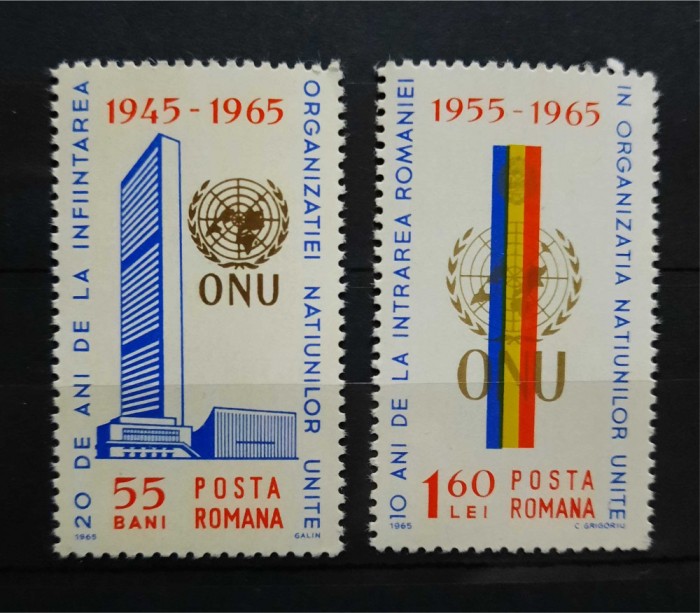 1945 - 1965
20 DE ANI DE LA INFIINTAREA
ORGANIZATIEI NATIUNILOR UNITE
ONU
55
BANI
POSTA
ROMANA
1965
GALIN
1955 - 1965
10 ANI DE LA INTRAREA ROMANIEI
IN ORGANIZATIA NATIUNILOR UNITE
ONU
1 60
LEI
POSTA
ROMANA
1965
C. GRIGORIU